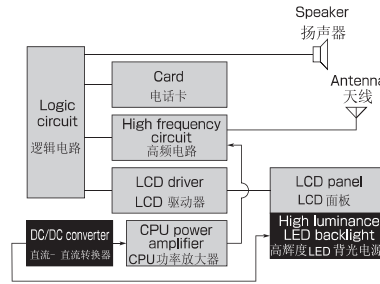 Speaker
扬声器
Antenna
天线
Card
电话卡
Logic
circuit
逻辑电路
High frequency
circuit
高频电路
LCD driver
LCD 驱动器
LCD panel
LCD 面板
High luminance
LED backlight
高辉度LED 背光电源
DC/DC converter
直流- 直流转换器
CPU power
amplifier
CPU功率放大器